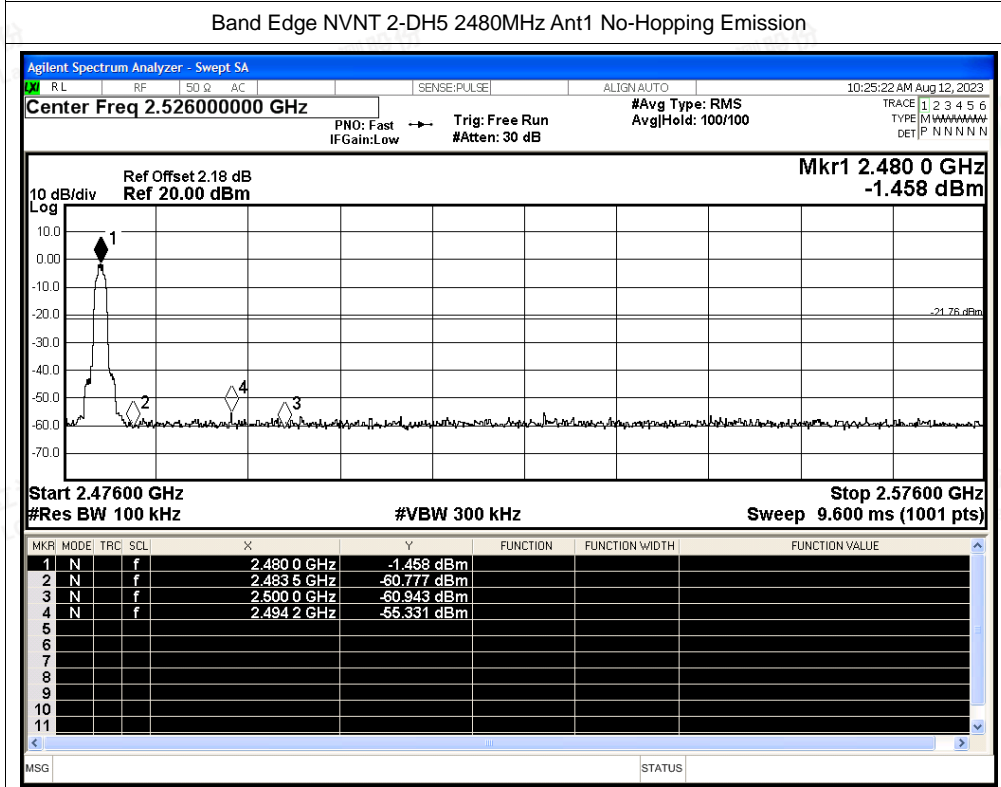 Band Edge NVNT 2-DH5 2480MHz Ant1 No-Hopping Emission
Agilent Spectrum Analyzer - Swept SA
LXI RL RF 50 Ω AC SENSE:PULSE ALIGN AUTO 10:25:22 AM Aug 12, 2023
Center Freq 2.526000000 GHz #Avg Type: RMS TRACE 1 2 3 4 5 6
PNO: Fast Trig: Free Run Avg|Hold: 100/100 TYPE M WWWWW
IFGain:Low #Atten: 30 dB DET P N N N N N
Mkr1 2.480 0 GHz
Ref Offset 2.18 dB
10 dB/div Ref 20.00 dBm -1.458 dBm
Log
10.0
1
0.00
-10.0
-20.0
-21.76 dBm
-30.0
-40.0
-50.0
4
2
3
-60.0
-70.0
Start 2.47600 GHz Stop 2.57600 GHz
#Res BW 100 kHz #VBW 300 kHz Sweep 9.600 ms (1001 pts)
MKR MODE TRC SCL X Y FUNCTION FUNCTION WIDTH FUNCTION VALUE
1 N f 2.480 0 GHz -1.458 dBm
2 N f 2.483 5 GHz -60.777 dBm
3 N f 2.500 0 GHz -60.943 dBm
4 N f 2.494 2 GHz -55.331 dBm
5
6
7
8
9
10
11
MSG STATUS